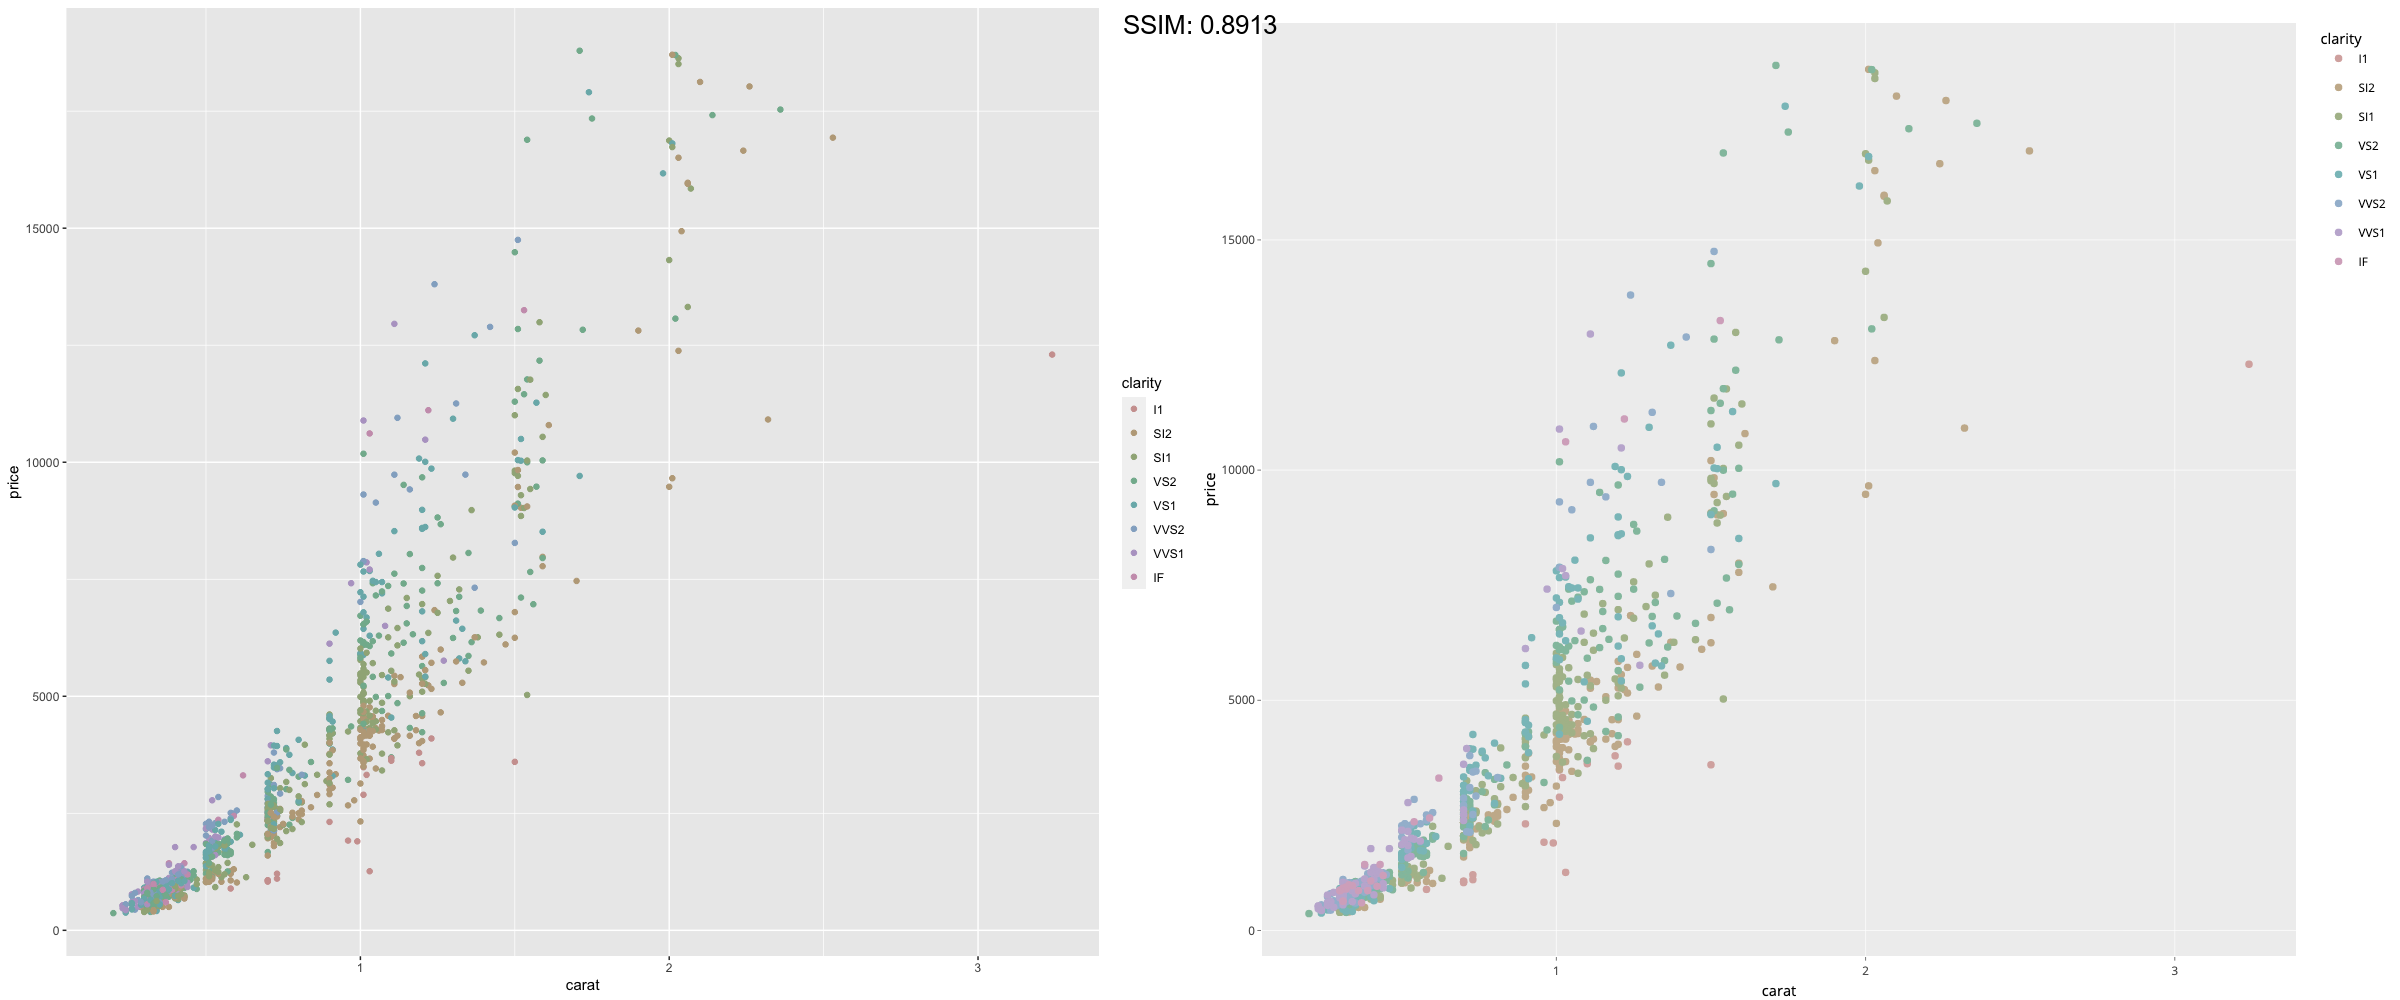 SSIM: 0.8913
15000
10000
5000
0
price
1
2
3
carat
clarity
I1
SI2
SI1
VS2
VS1
VVS2
VVS1
IF
15000
10000
5000
0
price
1
2
3
carat
clarity
I1
SI2
SI1
VS2
VS1
VVS2
VVS1
IF